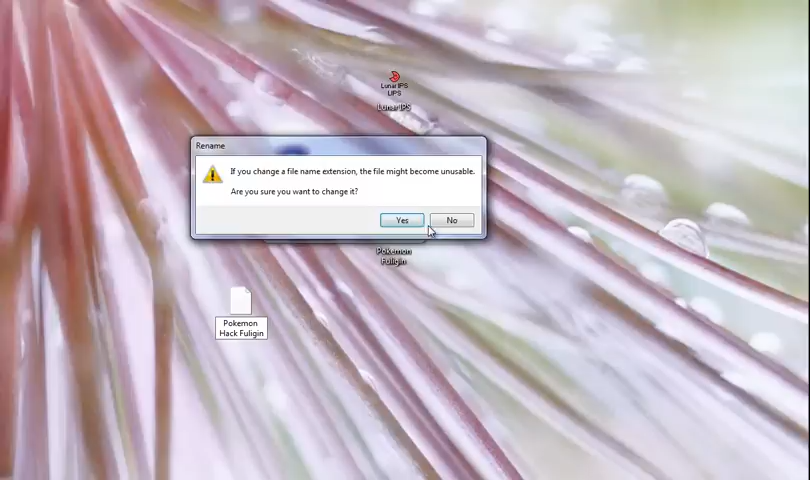 Lunar IPS
LIPS
Lunar IPS
Rename
If you change a file name extension, the file might become unusable.
Are you sure you want to change it?
Yes
No
Pokemon
Fuligin
Pokemon
Hack Fuligin